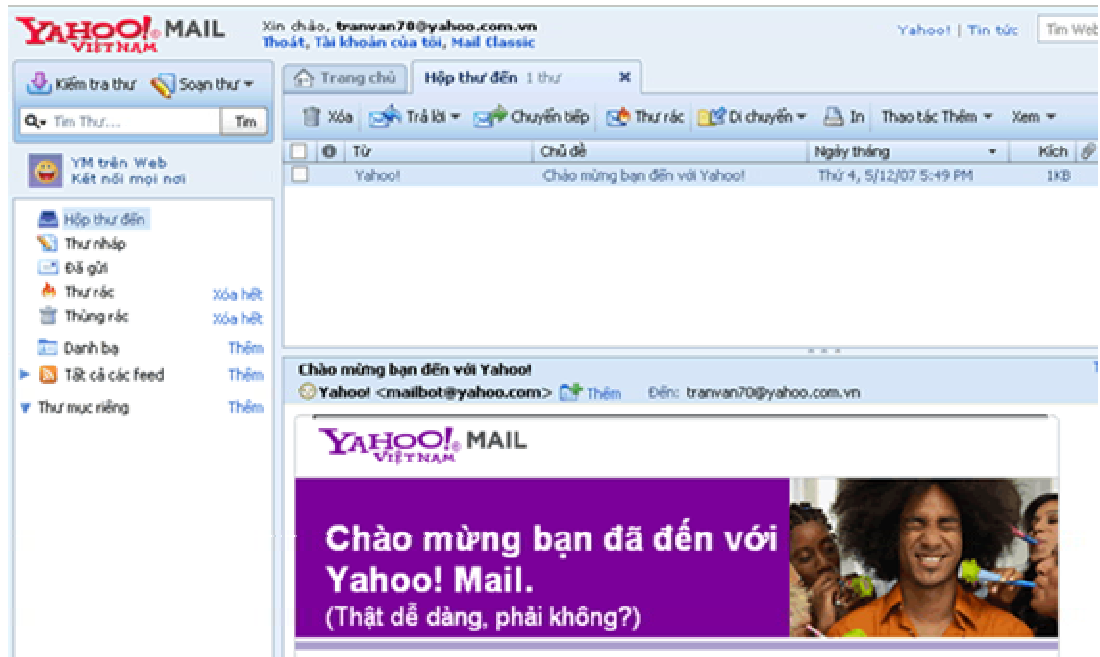 YAHOO! MAIL
VIỆTNAM
Xin chào, tranvan70@yahoo.com.vn
Thoát, Tài khoản của tôi, Mail Classic
Yahoo! | Tin tức
Tìm Web
Kiểm tra thư
Soạn thư
Tìm Thư...
Tìm
YM trên Web
Kết nối mọi nơi
Hộp thư đến
Thư nháp
Đã gửi
Thư rác Xóa hết
Thùng rác Xóa hết
Danh bạ Thêm
Tất cả các feed Thêm
Thư mục riêng Thêm
Trang chủ
Hộp thư đến 1 thư
Xóa Trả lời Chuyển tiếp Thư rác Di chuyển In Thao tác Thêm Xem
Từ Chủ đề Ngày tháng Kích
Yahoo! Chào mừng bạn đến với Yahoo! Thứ 4, 5/12/07 5:49 PM 1KB
Chào mừng bạn đến với Yahoo!
Yahoo! <mailbot@yahoo.com> Thêm Đến: tranvan70@yahoo.com.vn
YAHOO! MAIL
VIỆTNAM
Chào mừng bạn đã đến với
Yahoo! Mail.
(Thật dễ dàng, phải không?)